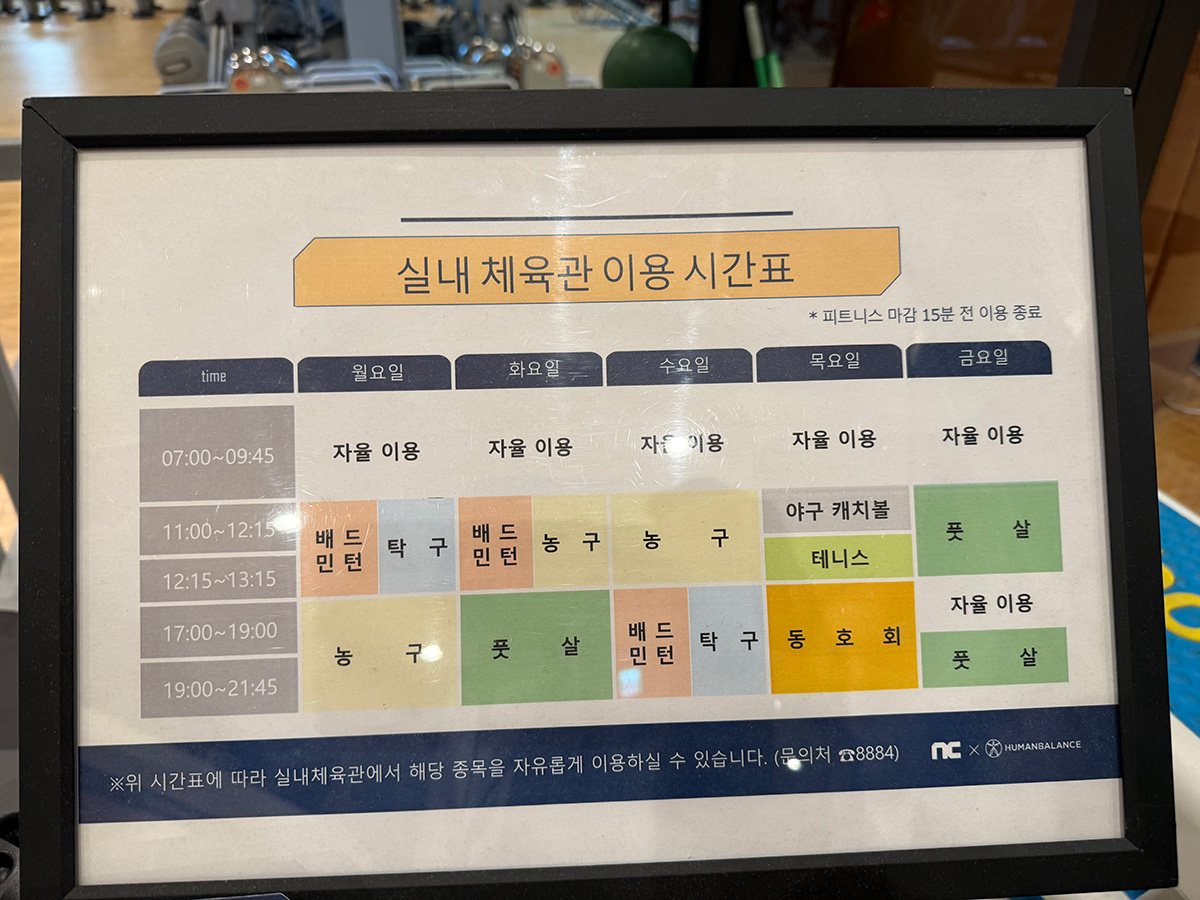 실내 체육관 이용 시간표
* 피트니스 마감 15분 전 이용 종료
time 월요일 화요일 수요일 목요일 금요일
07:00~09:45 자율 이용 자율 이용 자율 이용 자율 이용 자율 이용
11:00~12:15
배드
민턴
탁 구
배드
민턴
농 구
농 구
야구 캐치볼
풋 살
12:15~13:15
테니스
17:00~19:00
농 구
풋 살
배드
민턴
탁 구
동 호 회
자율 이용
19:00~21:45
풋 살
※위 시간표에 따라 실내체육관에서 해당 종목을 자유롭게 이용하실 수 있습니다. (문의처 ☎8884)
nc × HUMANBALANCE